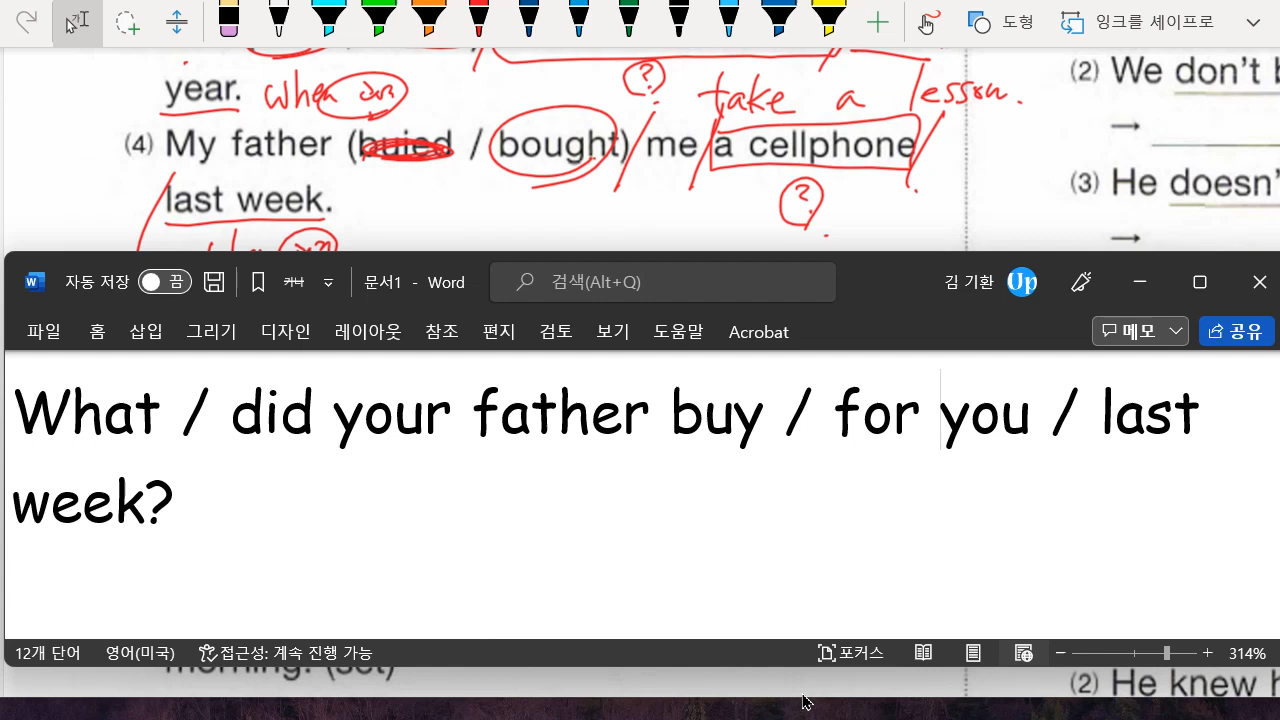 도형
잉크를 셰이프로
year. when
?
take a lesson.
(4) My father (buied / bought) / me / a cellphone /
?
last week.
(2) We don't
→
(3) He doesn'
→
자동 저장 끔 가나 문서1 - Word 검색(Alt+Q) 김 기환 Up
파일 홈 삽입 그리기 디자인 레이아웃 참조 편지 검토 보기 도움말 Acrobat 메모 공유
What / did your father buy / for you / last
week?
12개 단어 영어(미국) 접근성: 계속 진행 가능 포커스 314%
morning. (set)
(2) He knew